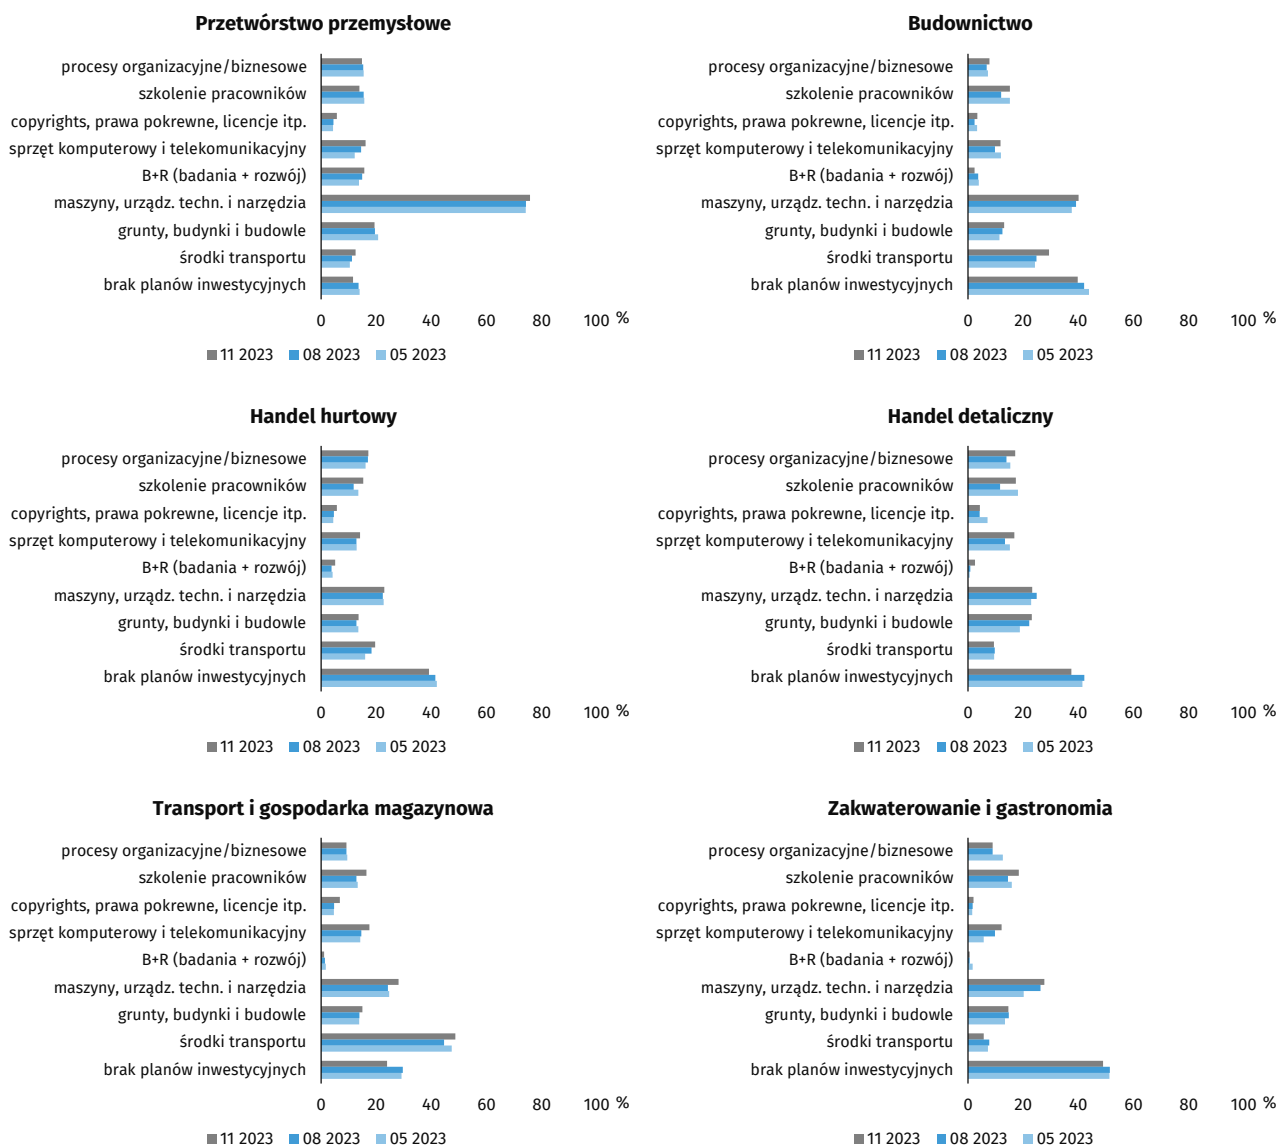 Przetwórstwo przemysłowe
procesy organizacyjne/biznesowe
szkolenie pracowników
copyrights, prawa pokrewne, licencje itp.
sprzęt komputerowy i telekomunikacyjny
B+R (badania + rozwój)
maszyny, urządz. techn. i narzędzia
grunty, budynki i budowle
środki transportu
brak planów inwestycyjnych
0 20 40 60 80 100 %
11 2023 08 2023 05 2023
Budownictwo
procesy organizacyjne/biznesowe
szkolenie pracowników
copyrights, prawa pokrewne, licencje itp.
sprzęt komputerowy i telekomunikacyjny
B+R (badania + rozwój)
maszyny, urządz. techn. i narzędzia
grunty, budynki i budowle
środki transportu
brak planów inwestycyjnych
0 20 40 60 80 100 %
11 2023 08 2023 05 2023
Handel hurtowy
procesy organizacyjne/biznesowe
szkolenie pracowników
copyrights, prawa pokrewne, licencje itp.
sprzęt komputerowy i telekomunikacyjny
B+R (badania + rozwój)
maszyny, urządz. techn. i narzędzia
grunty, budynki i budowle
środki transportu
brak planów inwestycyjnych
0 20 40 60 80 100 %
11 2023 08 2023 05 2023
Handel detaliczny
procesy organizacyjne/biznesowe
szkolenie pracowników
copyrights, prawa pokrewne, licencje itp.
sprzęt komputerowy i telekomunikacyjny
B+R (badania + rozwój)
maszyny, urządz. techn. i narzędzia
grunty, budynki i budowle
środki transportu
brak planów inwestycyjnych
0 20 40 60 80 100 %
11 2023 08 2023 05 2023
Transport i gospodarka magazynowa
procesy organizacyjne/biznesowe
szkolenie pracowników
copyrights, prawa pokrewne, licencje itp.
sprzęt komputerowy i telekomunikacyjny
B+R (badania + rozwój)
maszyny, urządz. techn. i narzędzia
grunty, budynki i budowle
środki transportu
brak planów inwestycyjnych
0 20 40 60 80 100 %
11 2023 08 2023 05 2023
Zakwaterowanie i gastronomia
procesy organizacyjne/biznesowe
szkolenie pracowników
copyrights, prawa pokrewne, licencje itp.
sprzęt komputerowy i telekomunikacyjny
B+R (badania + rozwój)
maszyny, urządz. techn. i narzędzia
grunty, budynki i budowle
środki transportu
brak planów inwestycyjnych
0 20 40 60 80 100 %
11 2023 08 2023 05 2023